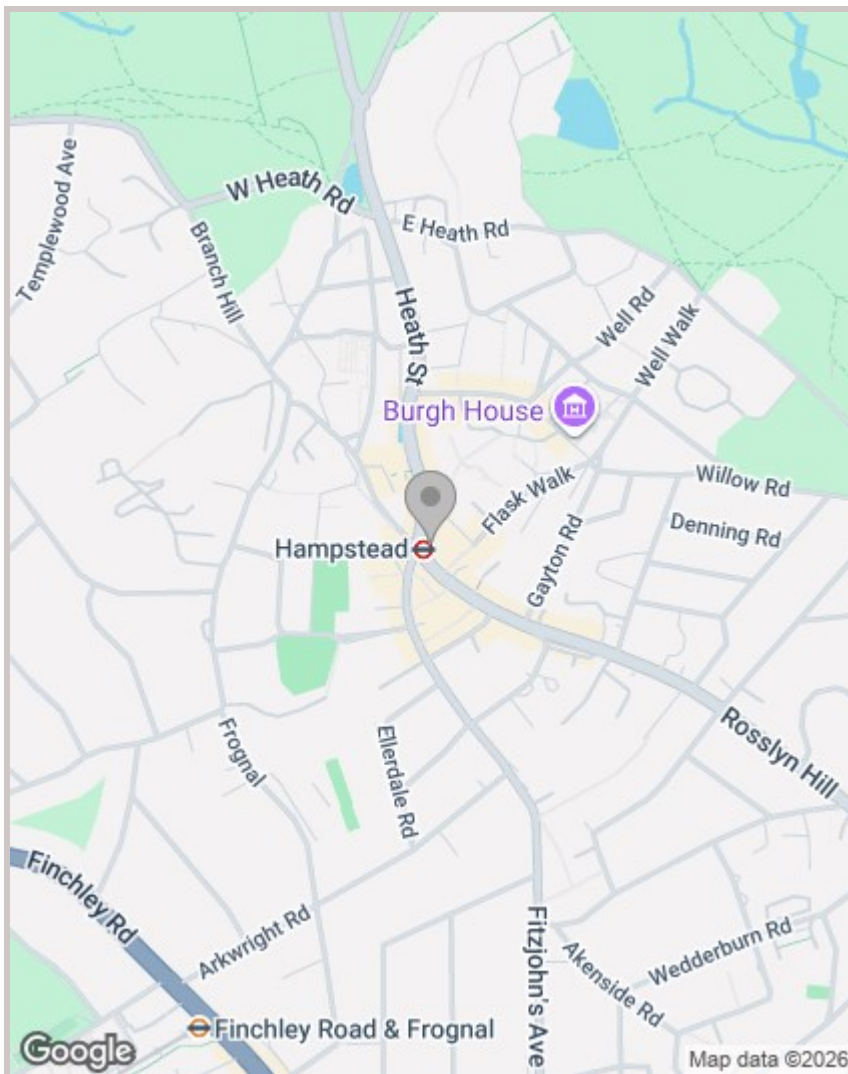 Templewood Ave
W Heath Rd
Branch Hill
E Heath Rd
Heath St
Well Rd
Well Walk
Burgh House
Willow Rd
Flask Walk
Denning Rd
Hampstead
Gayton Rd
Rosslyn Hill
Frognal
Ellerdale Rd
Finchley Rd
Arkwright Rd
Fitzjohn's Ave
Akenside Rd
Wedderburn Rd
Finchley Road & Frognal
Google
Map data ©2026